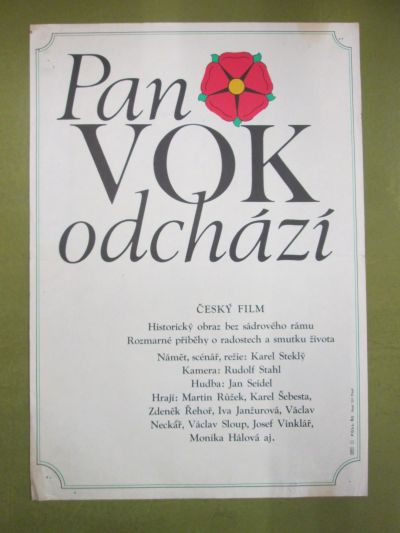 Pan
VOK
odchází
ČESKÝ FILM
Historický obraz bez sádrového rámu
Rozmarné příběhy o radostech a smutku života
Námět, scénář, režie: Karel Steklý
Kamera: Rudolf Stahl
Hudba: Jan Seidel
Hrají: Martin Růžek, Karel Šebesta,
Zdeněk Řehoř, Iva Janžurová, Václav
Neckář, Václav Sloup, Josef Vinklář,
Monika Hálová aj.